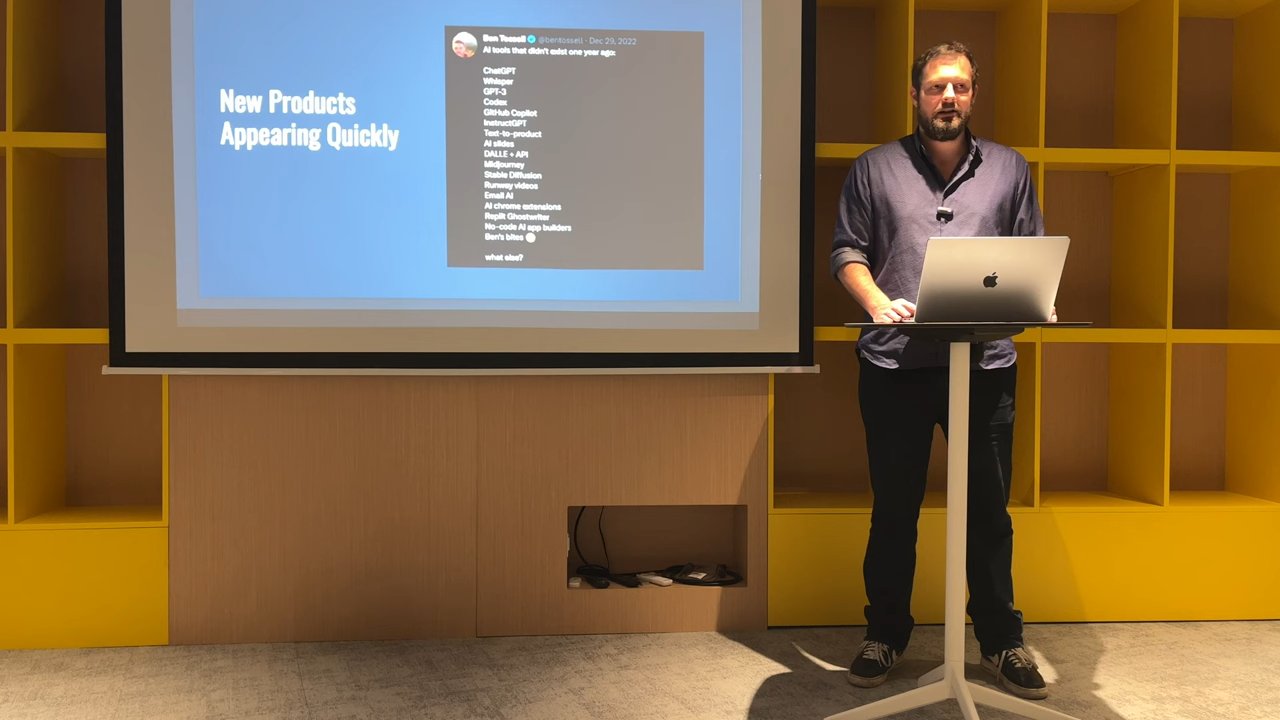 New Products
Appearing Quickly
Ben Tossell @bentossell · Dec 29, 2022
AI tools that didn't exist one year ago:
ChatGPT
Whisper
GPT-3
Codex
GitHub Copilot
InstructGPT
Text-to-product
AI slides
DALLE + API
Midjourney
Stable Diffusion
Runway videos
Email AI
AI chrome extensions
Replit Ghostwriter
No-code AI app builders
Ben's bites
what else?